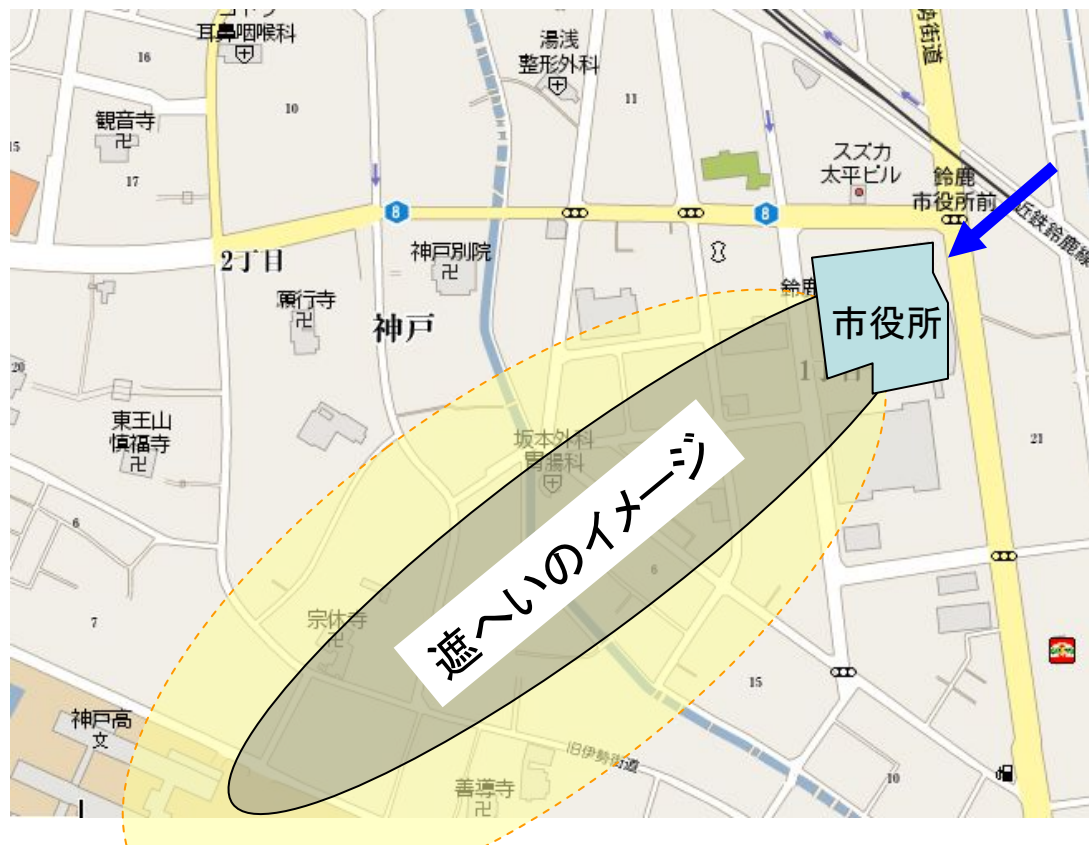 耳鼻咽喉科
16
湯浅
整形外科
街道
10
11
観音寺
15
17
スズカ
太平ビル
鈴鹿
市役所前
近鉄鈴鹿線
8
8
2丁目
神戸別院
願行寺
神戸
鈴鹿
市役所
1丁目
20
東王山
慎福寺
坂本外科
胃腸科
21
遮へいのイメージ
6
6
7
宗休寺
15
神戸高
文
旧伊勢街道
善導寺
10